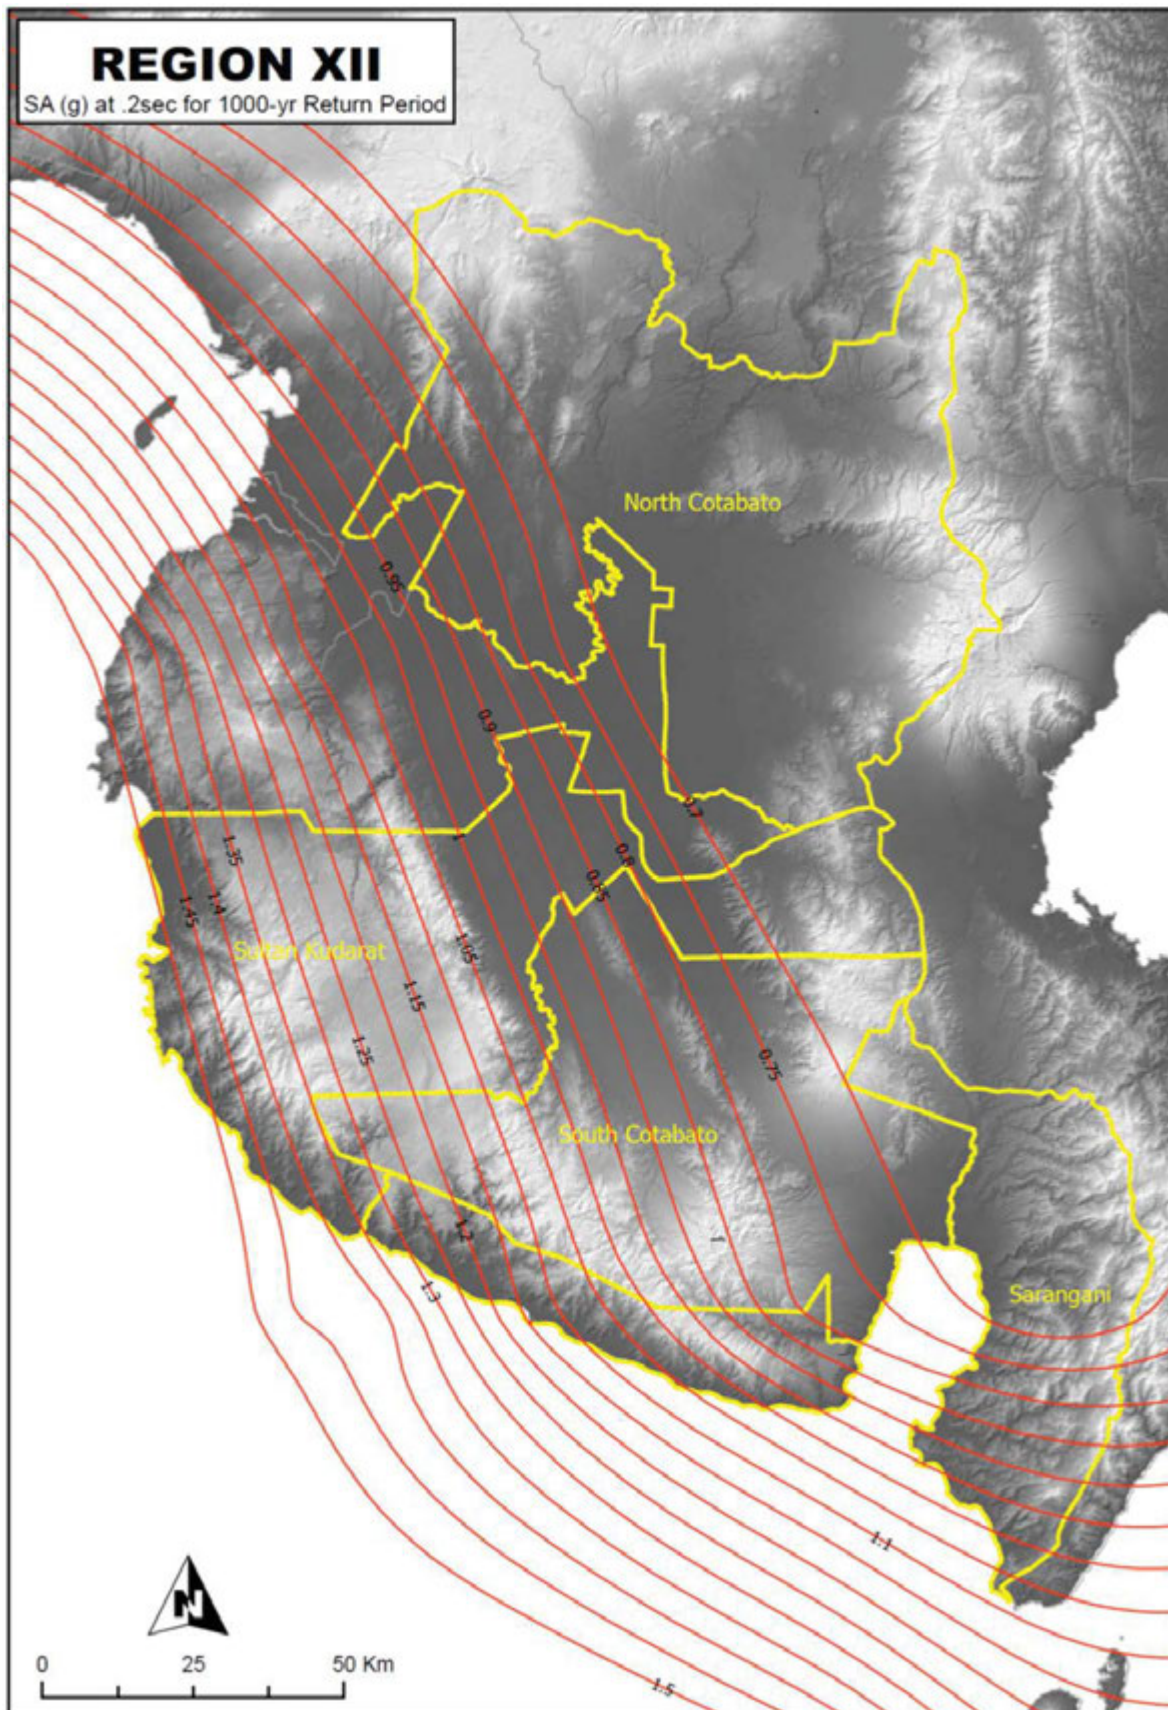 REGION XII
SA (g) at .2sec for 1000-yr Return Period
North Cotabato
0.95
0.9
0.7
1
1.35
0.8
0.85
1.4
1.45
Sultan Kudarat
1.05
1.15
1.25
0.75
South Cotabato
1.2
1
1.3
Sarangani
1.1
N
0 25 50 Km
1.5